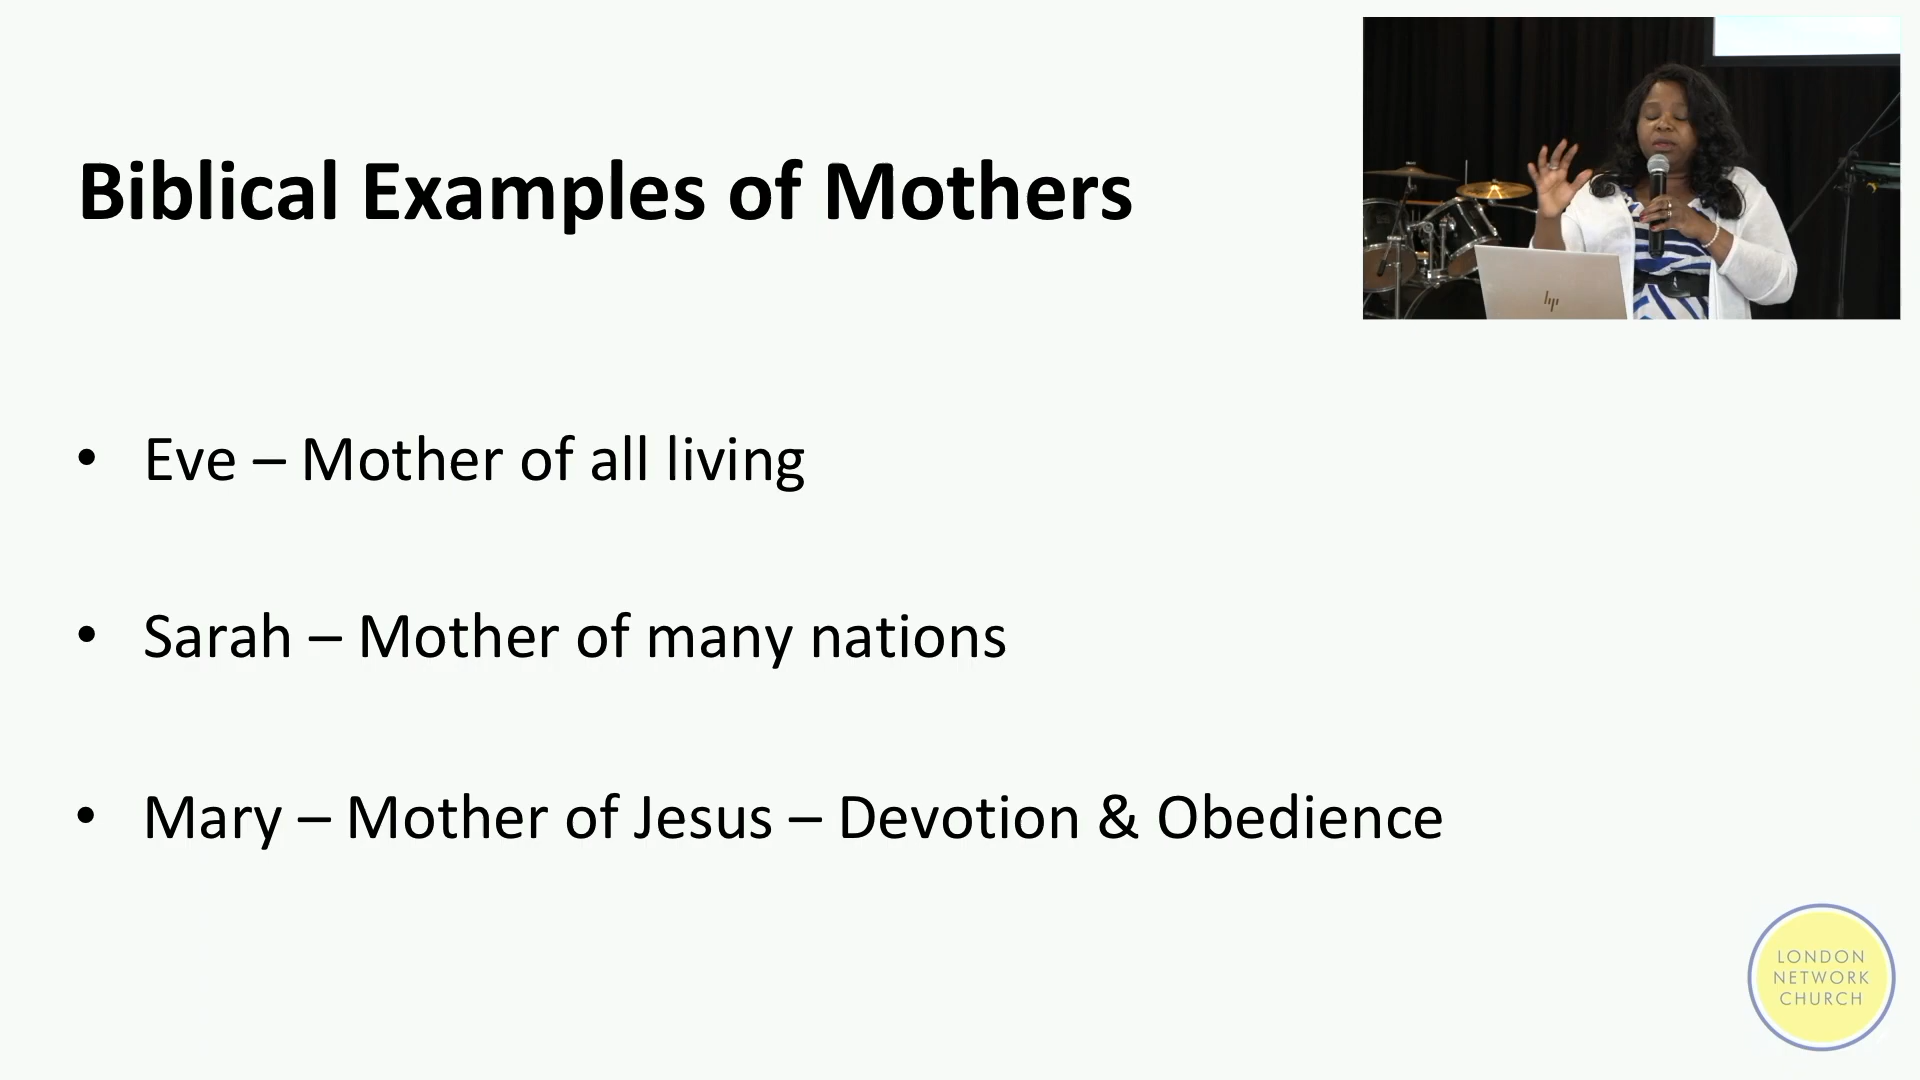 Biblical Examples of Mothers
• Eve – Mother of all living
• Sarah – Mother of many nations
• Mary – Mother of Jesus – Devotion & Obedience
hp
LONDON
NETWORK
CHURCH